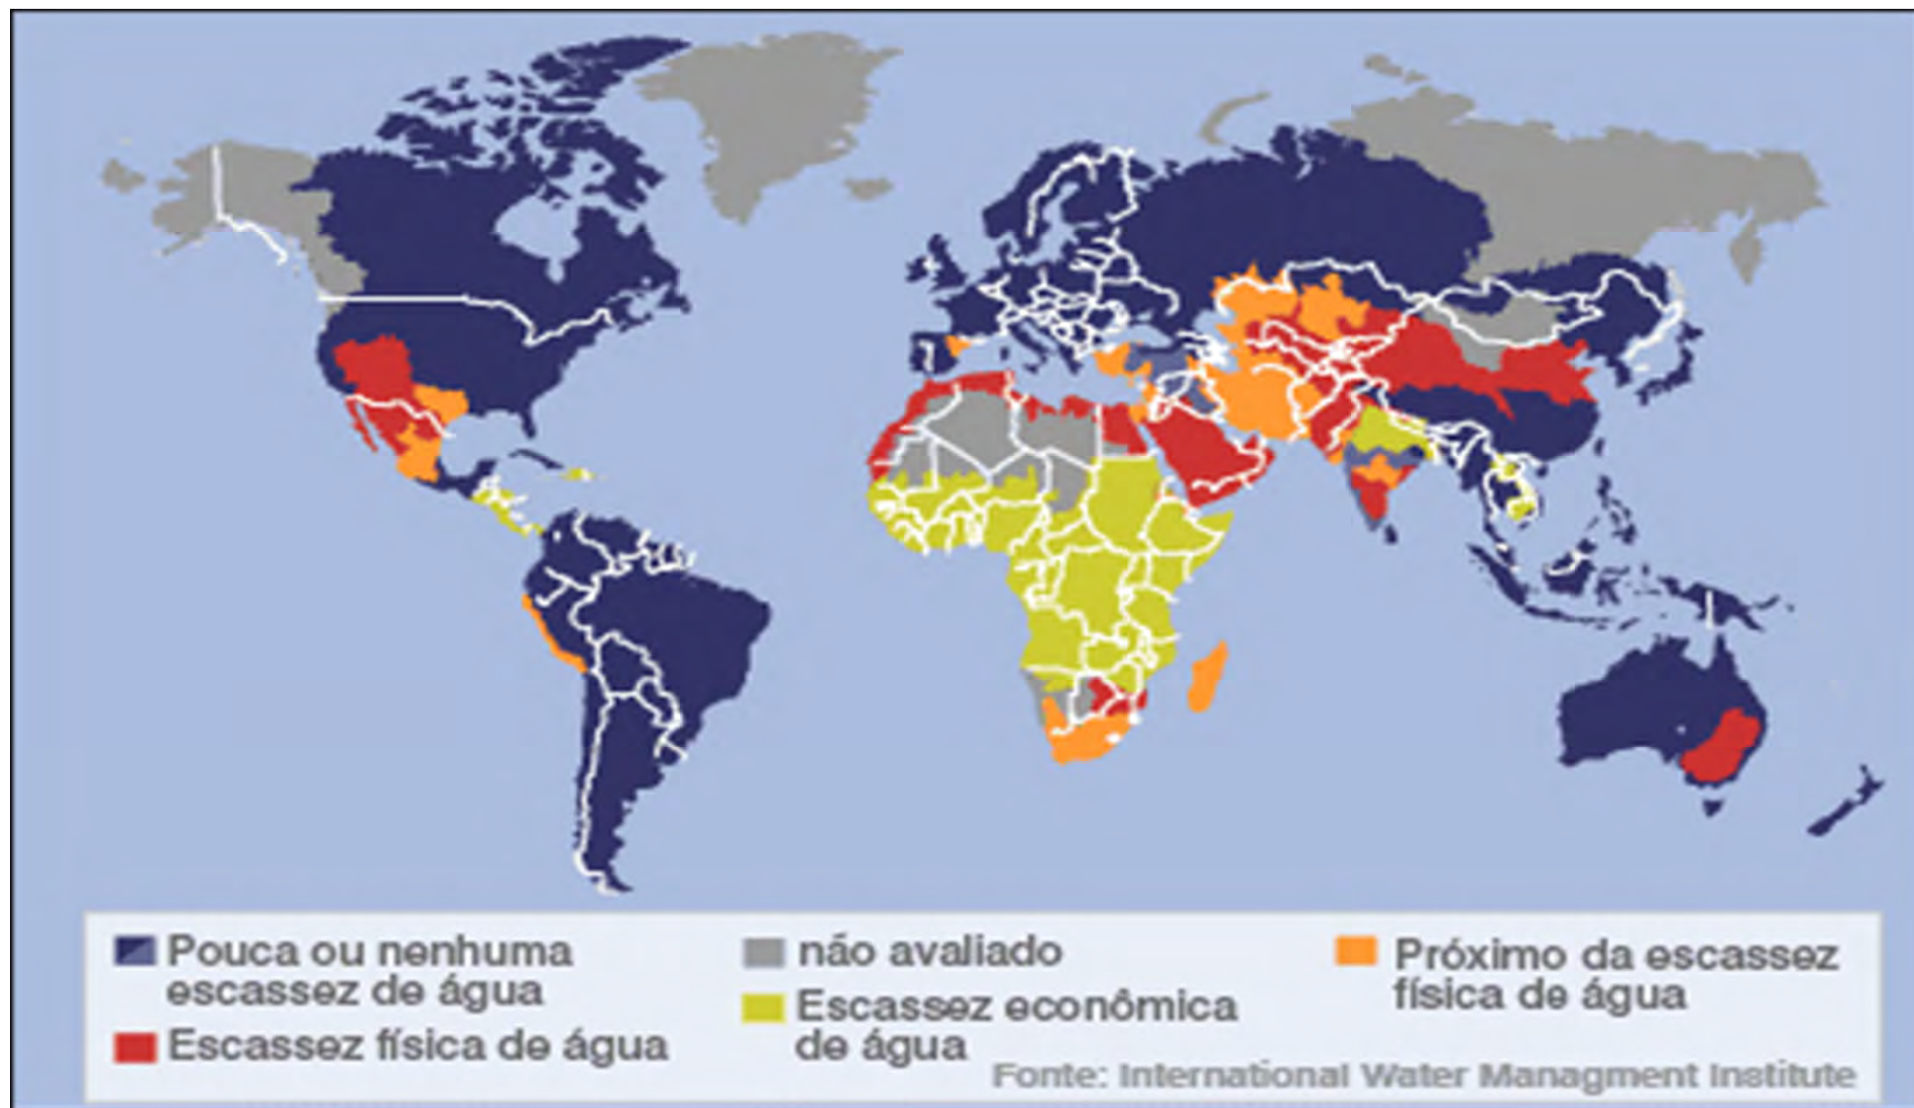 Pouca ou nenhuma
escassez de água
Escassez física de água
não avaliado
Escassez econômica
de água
Próximo da escassez
física de água
Fonte: International Water Managment Institute